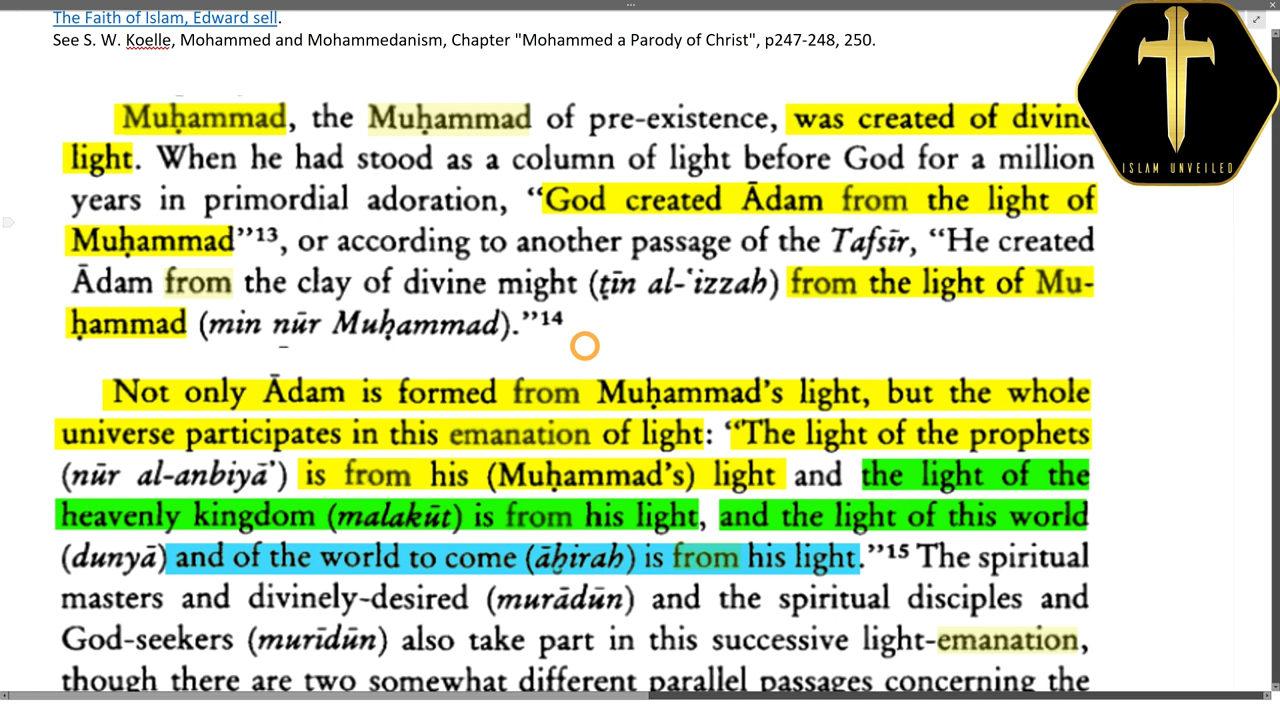 The Faith of Islam, Edward sell.
See S. W. Koelle, Mohammed and Mohammedanism, Chapter "Mohammed a Parody of Christ", p247-248, 250.
ISLAM UNVEILED
Muḥammad, the Muḥammad of pre-existence, was created of divine
light. When he had stood as a column of light before God for a million
years in primordial adoration, “God created Ādam from the light of
Muḥammad”13, or according to another passage of the Tafsīr, “He created
Ādam from the clay of divine might (ṭīn al-ʿizzah) from the light of Mu-
ḥammad (min nūr Muḥammad).”14
Not only Ādam is formed from Muḥammad’s light, but the whole
universe participates in this emanation of light: “The light of the prophets
(nūr al-anbiyāʾ) is from his (Muḥammad’s) light and the light of the
heavenly kingdom (malakūt) is from his light, and the light of this world
(dunyā) and of the world to come (āḫirah) is from his light.”15 The spiritual
masters and divinely-desired (murādūn) and the spiritual disciples and
God-seekers (murīdūn) also take part in this successive light-emanation,
though there are two somewhat different parallel passages concerning the